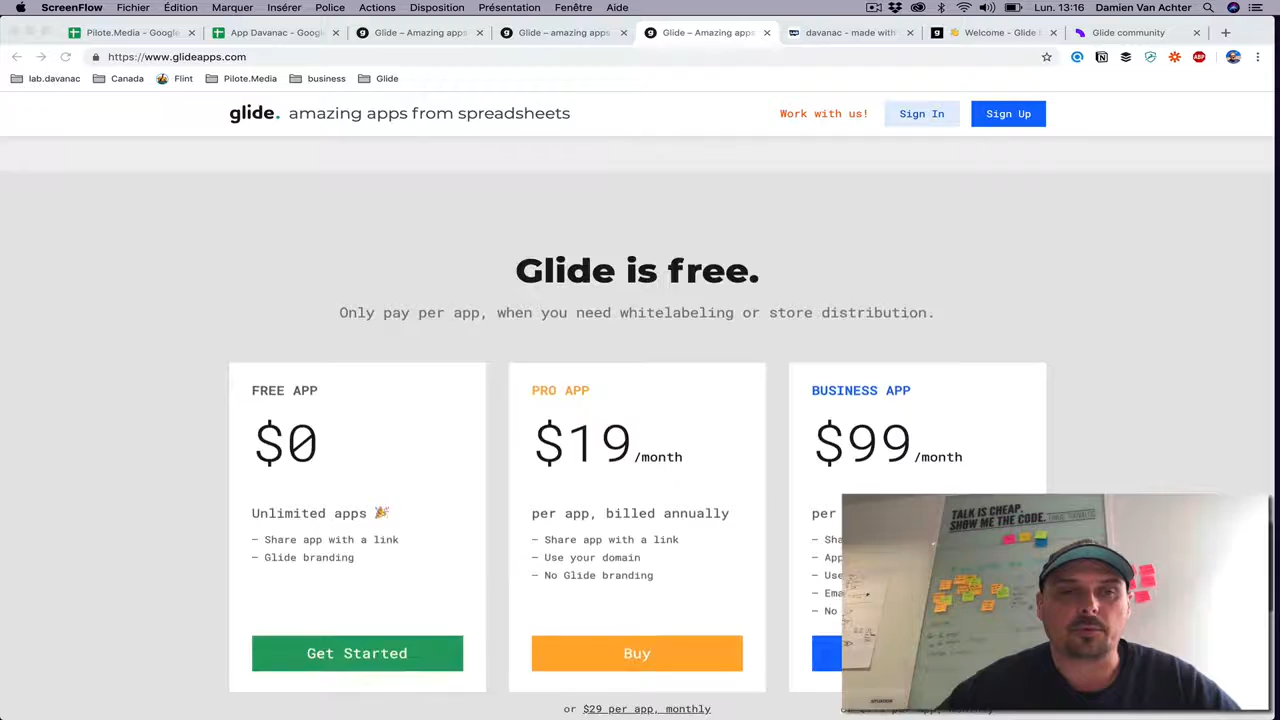 ScreenFlow Fichier Édition Marquer Insérer Police Actions Disposition Présentation Fenêtre Aide Lun. 13:16 Damien Van Achter
Pilote.Media - Google App Davanac - Googl Glide – Amazing apps Glide – amazing apps Glide – Amazing apps davanac - made with Welcome - Glide Glide community
https://www.glideapps.com
lab.davanac Canada Flint Pilote.Media business Glide
glide. amazing apps from spreadsheets Work with us! Sign In Sign Up
Glide is free.
Only pay per app, when you need whitelabeling or store distribution.
FREE APP PRO APP BUSINESS APP
$0 $19/month $99/month
Unlimited apps 🎉 per app, billed annually per
– Share app with a link – Share app with a link – Sha
– Glide branding – Use your domain – App
– No Glide branding – Use
– Ema
– No
TALK IS CHEAP.
SHOW ME THE CODE.
Get Started Buy
or $29 per app, monthly